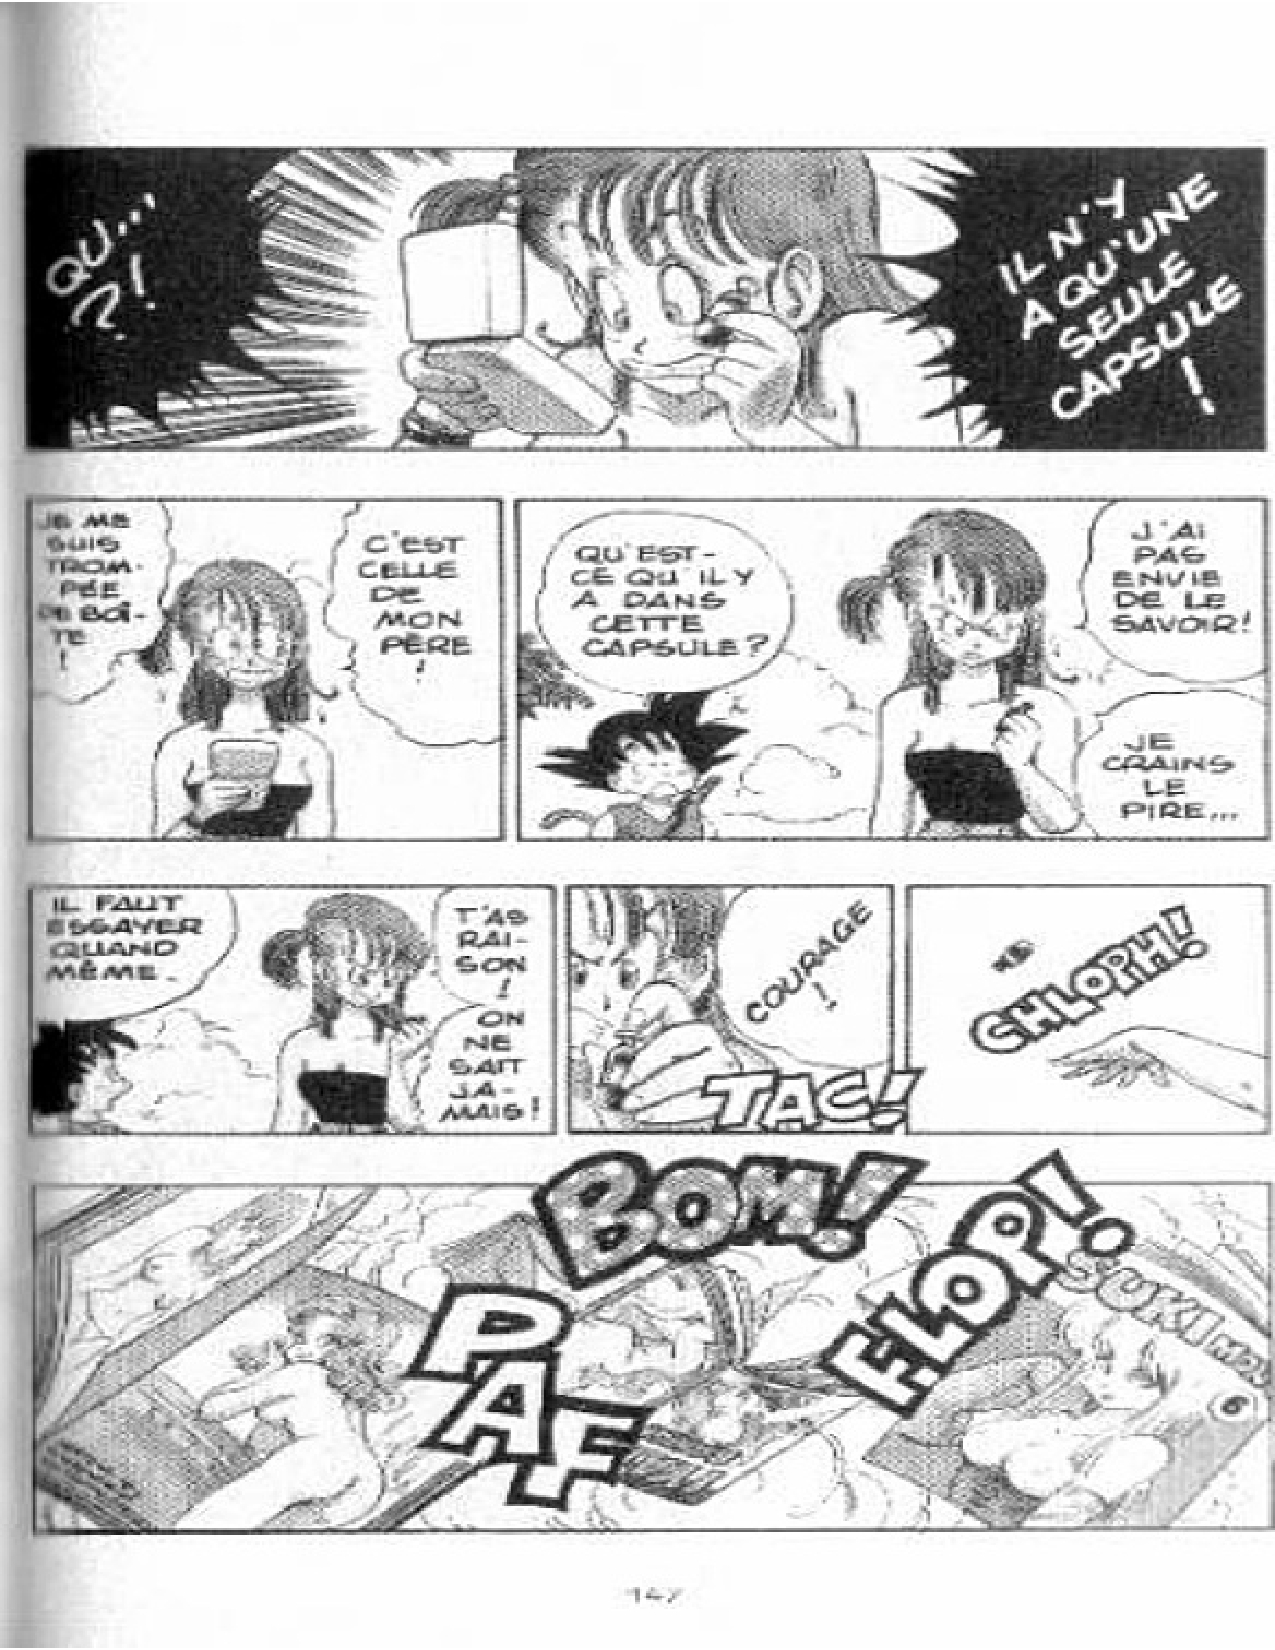 QU...
?!
IL N'Y
A QU'UNE
SEULE
CAPSULE
!
JE ME
SUIS
TROM-
PÉE
DE BOÎ-
TE
!
C'EST
CELLE
DE
MON
PÈRE
!
QU'EST-
CE QU'IL Y
A DANS
CETTE
CAPSULE?
J'AI
PAS
ENVIE
DE LE
SAVOIR!
JE
CRAINS
LE
PIRE...
IL FAUT
ESSAYER
QUAND
MÊME.
T'AS
RAI-
SON
!
ON
NE
SAIT
JA-
MAIS!
COURAGE
!
TAC!
CHLOPH!
BOM!
PAF
FLOP!
SUKI
6
147